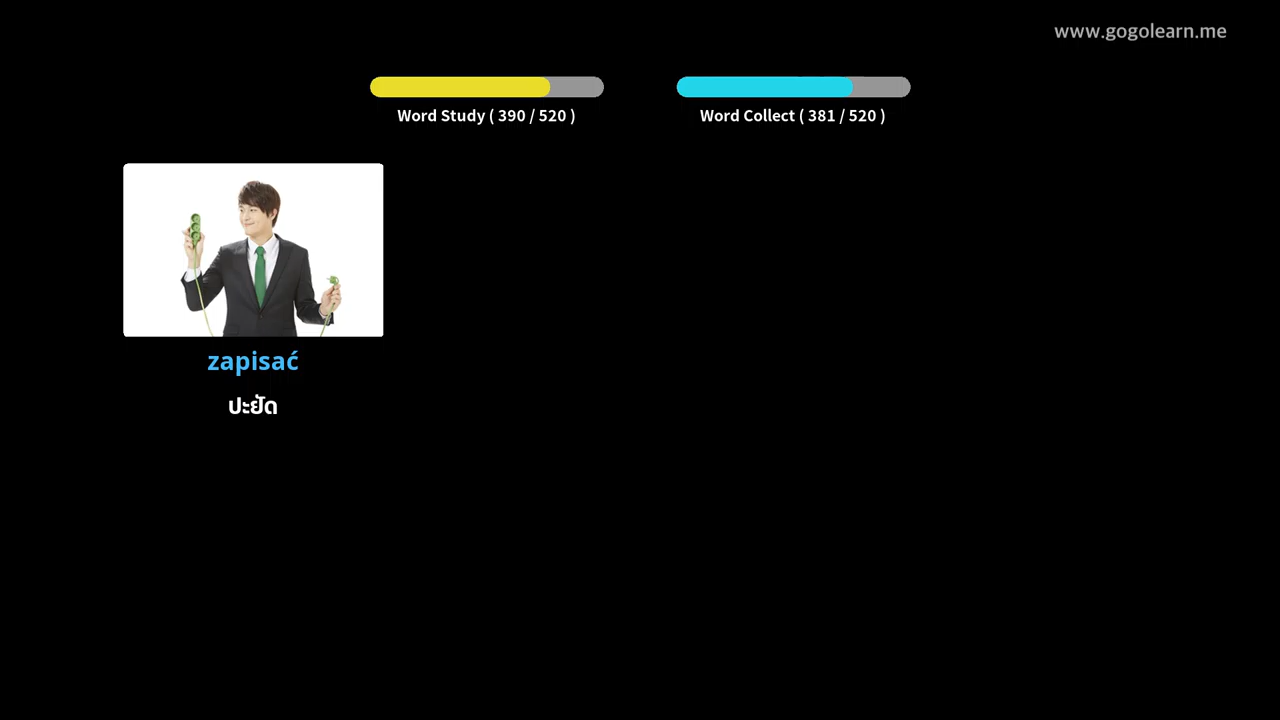 www.gogolearn.me
Word Study ( 390 / 520 )
Word Collect ( 381 / 520 )
zapisać
ปะยัด